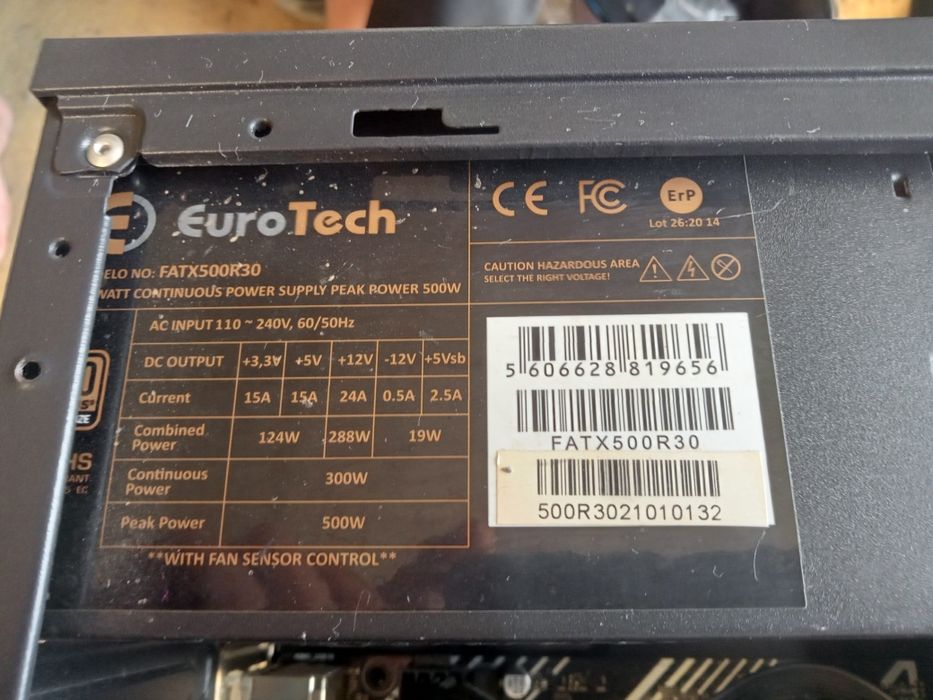 EuroTech
ELO NO: FATX500R30
WATT CONTINUOUS POWER SUPPLY PEAK POWER 500W
AC INPUT 110 ~ 240V, 60/50Hz
DC OUTPUT +3,3V +5V +12V -12V +5Vsb
Current 15A 15A 24A 0.5A 2.5A
Combined Power 124W 288W 19W
Continuous Power 300W
Peak Power 500W
**WITH FAN SENSOR CONTROL**
CE FC ErP
Lot 26:20 14
CAUTION HAZARDOUS AREA
SELECT THE RIGHT VOLTAGE!
5 606628 819656
FATX500R30
500R3021010132